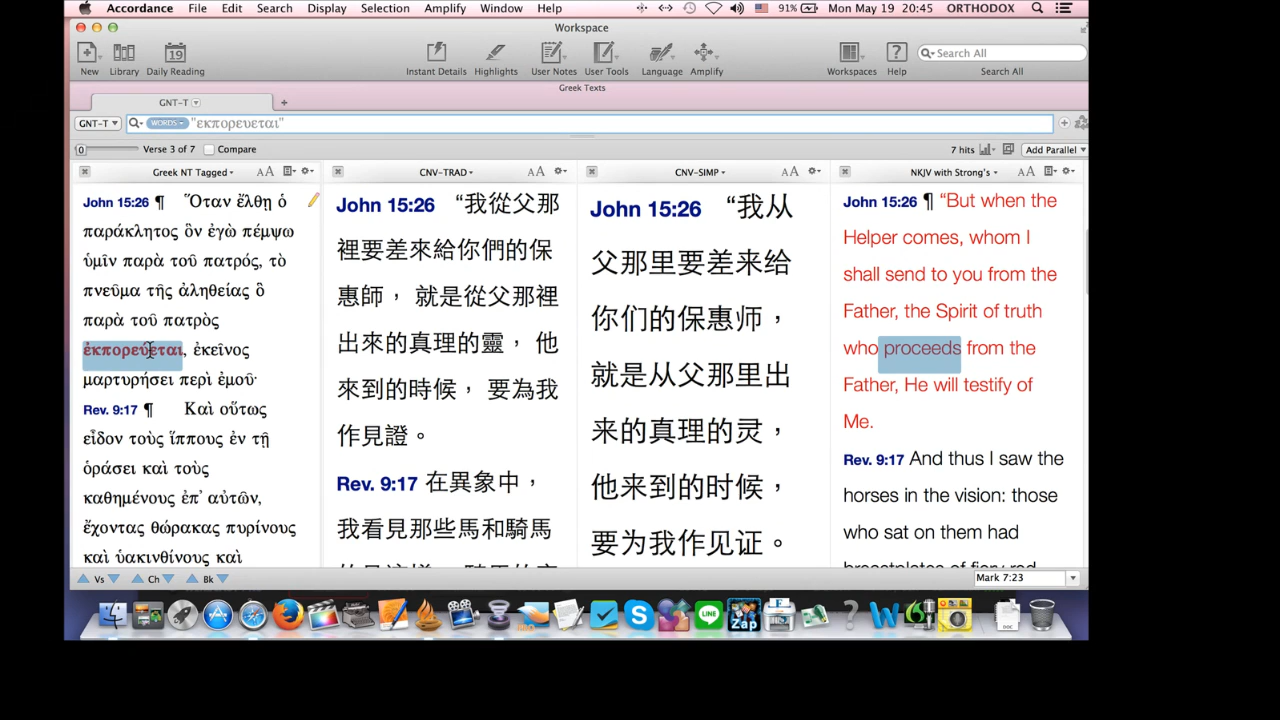 Accordance File Edit Search Display Selection Amplify Window Help 91% Mon May 19 20:45 ORTHODOX
Workspace
19
New Library Daily Reading Instant Details Highlights User Notes User Tools Language Amplify Workspaces Help Search All
Search All
Greek Texts
GNT-T
GNT-T WORDS "εκπορευεται"
0 Verse 3 of 7 Compare 7 hits Add Parallel
Greek NT Tagged
John 15:26 ¶ Ὅταν ἔλθῃ ὁ
παράκλητος ὃν ἐγὼ πέμψω
ὑμῖν παρὰ τοῦ πατρός, τὸ
πνεῦμα τῆς ἀληθείας ὃ
παρὰ τοῦ πατρὸς
ἐκπορεύεται, ἐκεῖνος
μαρτυρήσει περὶ ἐμοῦ·
Rev. 9:17 ¶ Καὶ οὕτως
εἶδον τοὺς ἵππους ἐν τῇ
ὁράσει καὶ τοὺς
καθημένους ἐπ’ αὐτῶν,
ἔχοντας θώρακας πυρίνους
καὶ ὑακινθίνους καὶ
CNV-TRAD
John 15:26 “我從父那
裡要差來給你們的保
惠師，就是從父那裡
出來的真理的靈，他
來到的時候，要為我
作見證。
Rev. 9:17 在異象中，
我看見那些馬和騎馬
CNV-SIMP
John 15:26 “我从
父那里要差来给
你们的保惠师，
就是从父那里出
来的真理的灵，
他来到的时候，
要为我作见证。
NKJV with Strong's
John 15:26 ¶ “But when the
Helper comes, whom I
shall send to you from the
Father, the Spirit of truth
who proceeds from the
Father, He will testify of
Me.
Rev. 9:17 And thus I saw the
horses in the vision: those
who sat on them had
breastplates of fiery red
Vs Ch Bk Mark 7:23
LINE
Zap
DOC